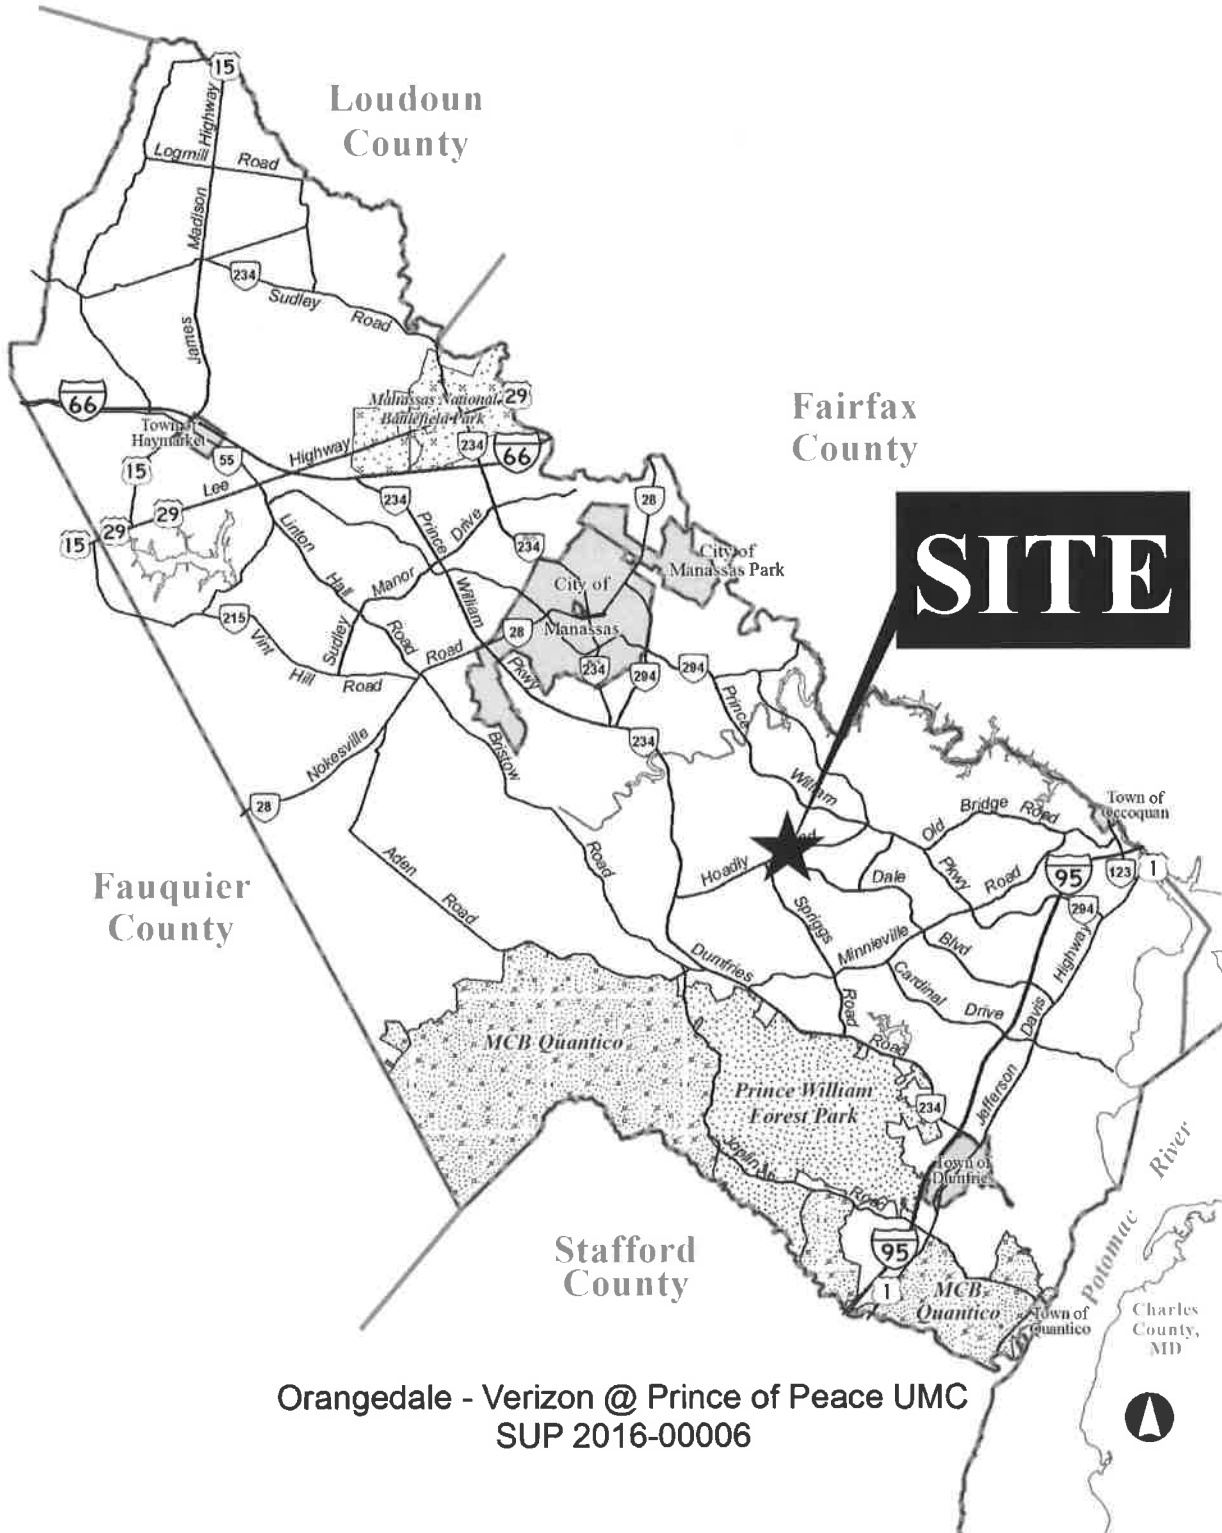 15
Loudoun
County
Highway
Logmill Road
Madison
234
Sudley Road
James
66
Manassas National
Battlefield Park
29
Fairfax
County
Town of
Haymarket
234
66
55
Highway
15
Lee
234
28
29
29
15
SITE
Linton
Prince
Drive
234
City of
Manassas Park
City of
Hall
Manor
William
215
Vint
Sudley
Road
Road
28
Manassas
Hill Road
Pkwy
234
294
294
Prince
Nokesville
Bristow
234
William
28
Old Bridge Road
Town of
Occoquan
Aden
Road
Road
Hoadly
Dale
Pkwy
Road
95
123
1
Fauquier
County
Spriggs
294
Dumfries
Minnieville
Blvd
Highway
Cardinal
Drive
Road
Davis
Road
MCB Quantico
Prince William
Forest Park
Jefferson
234
Joplin
Road
Town of
Dumfries
River
Potomac
Stafford
County
95
1
MCB
Quantico
Town of
Quantico
Charles
County,
MD
Orangedale - Verizon @ Prince of Peace UMC
SUP 2016-00006